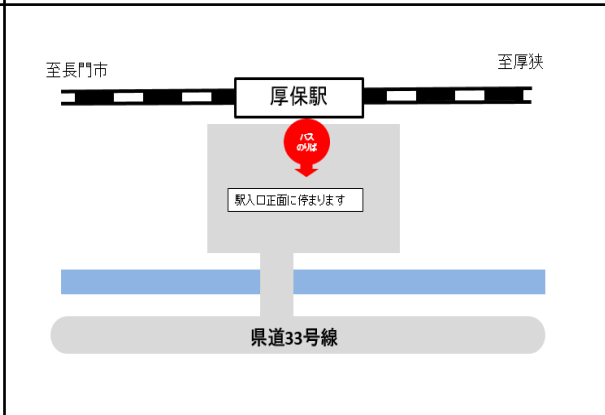 至長門市
至厚狭
厚保駅
バス
のりば
駅入口正面に停まります
県道33号線